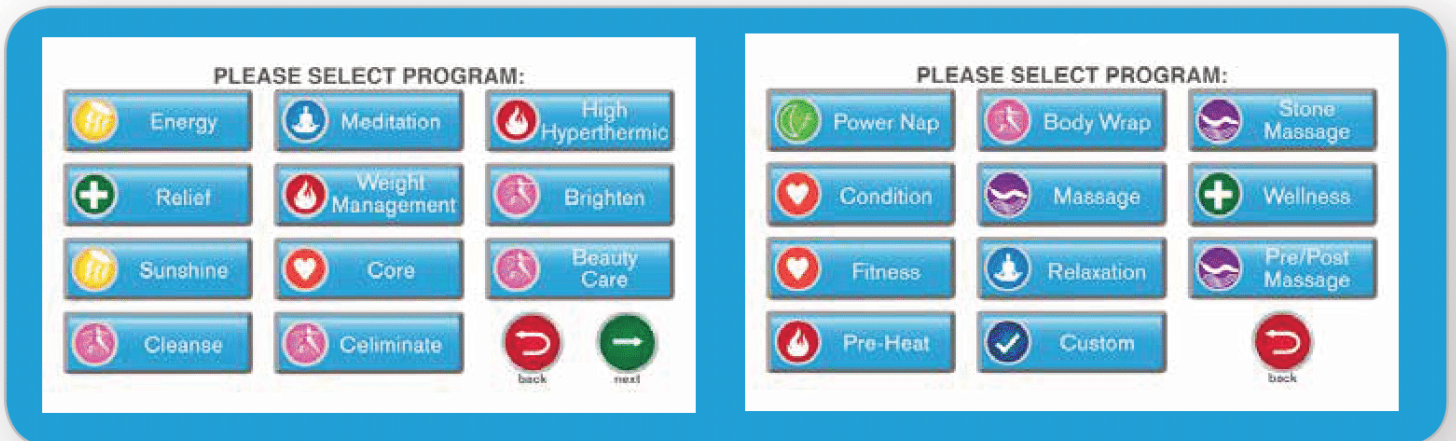 PLEASE SELECT PROGRAM:
Energy
Meditation
High
Hyperthermic
Relief
Weight
Management
Brighten
Sunshine
Core
Beauty
Care
Cleanse
Celiminate
back
next
PLEASE SELECT PROGRAM:
Power Nap
Body Wrap
Stone
Massage
Condition
Massage
Wellness
Fitness
Relaxation
Pre/Post
Massage
Pre-Heat
Custom
back